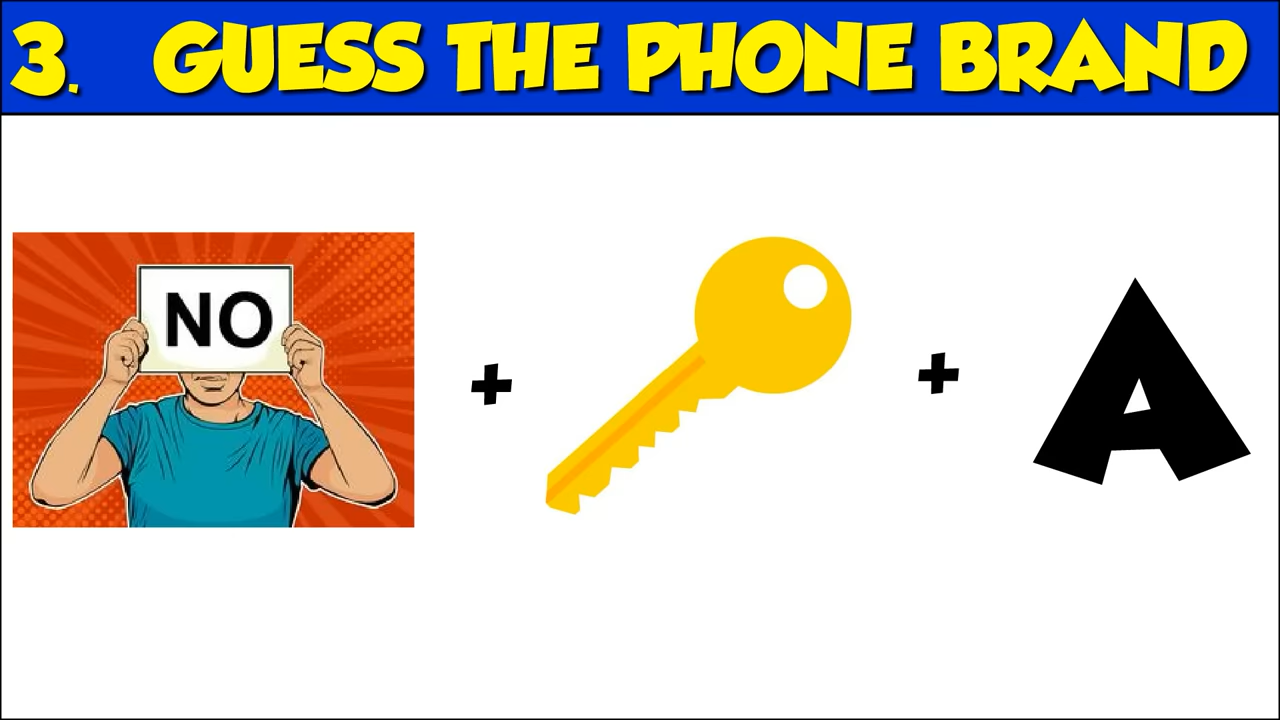 3. GUESS THE PHONE BRAND
NO
+ + A